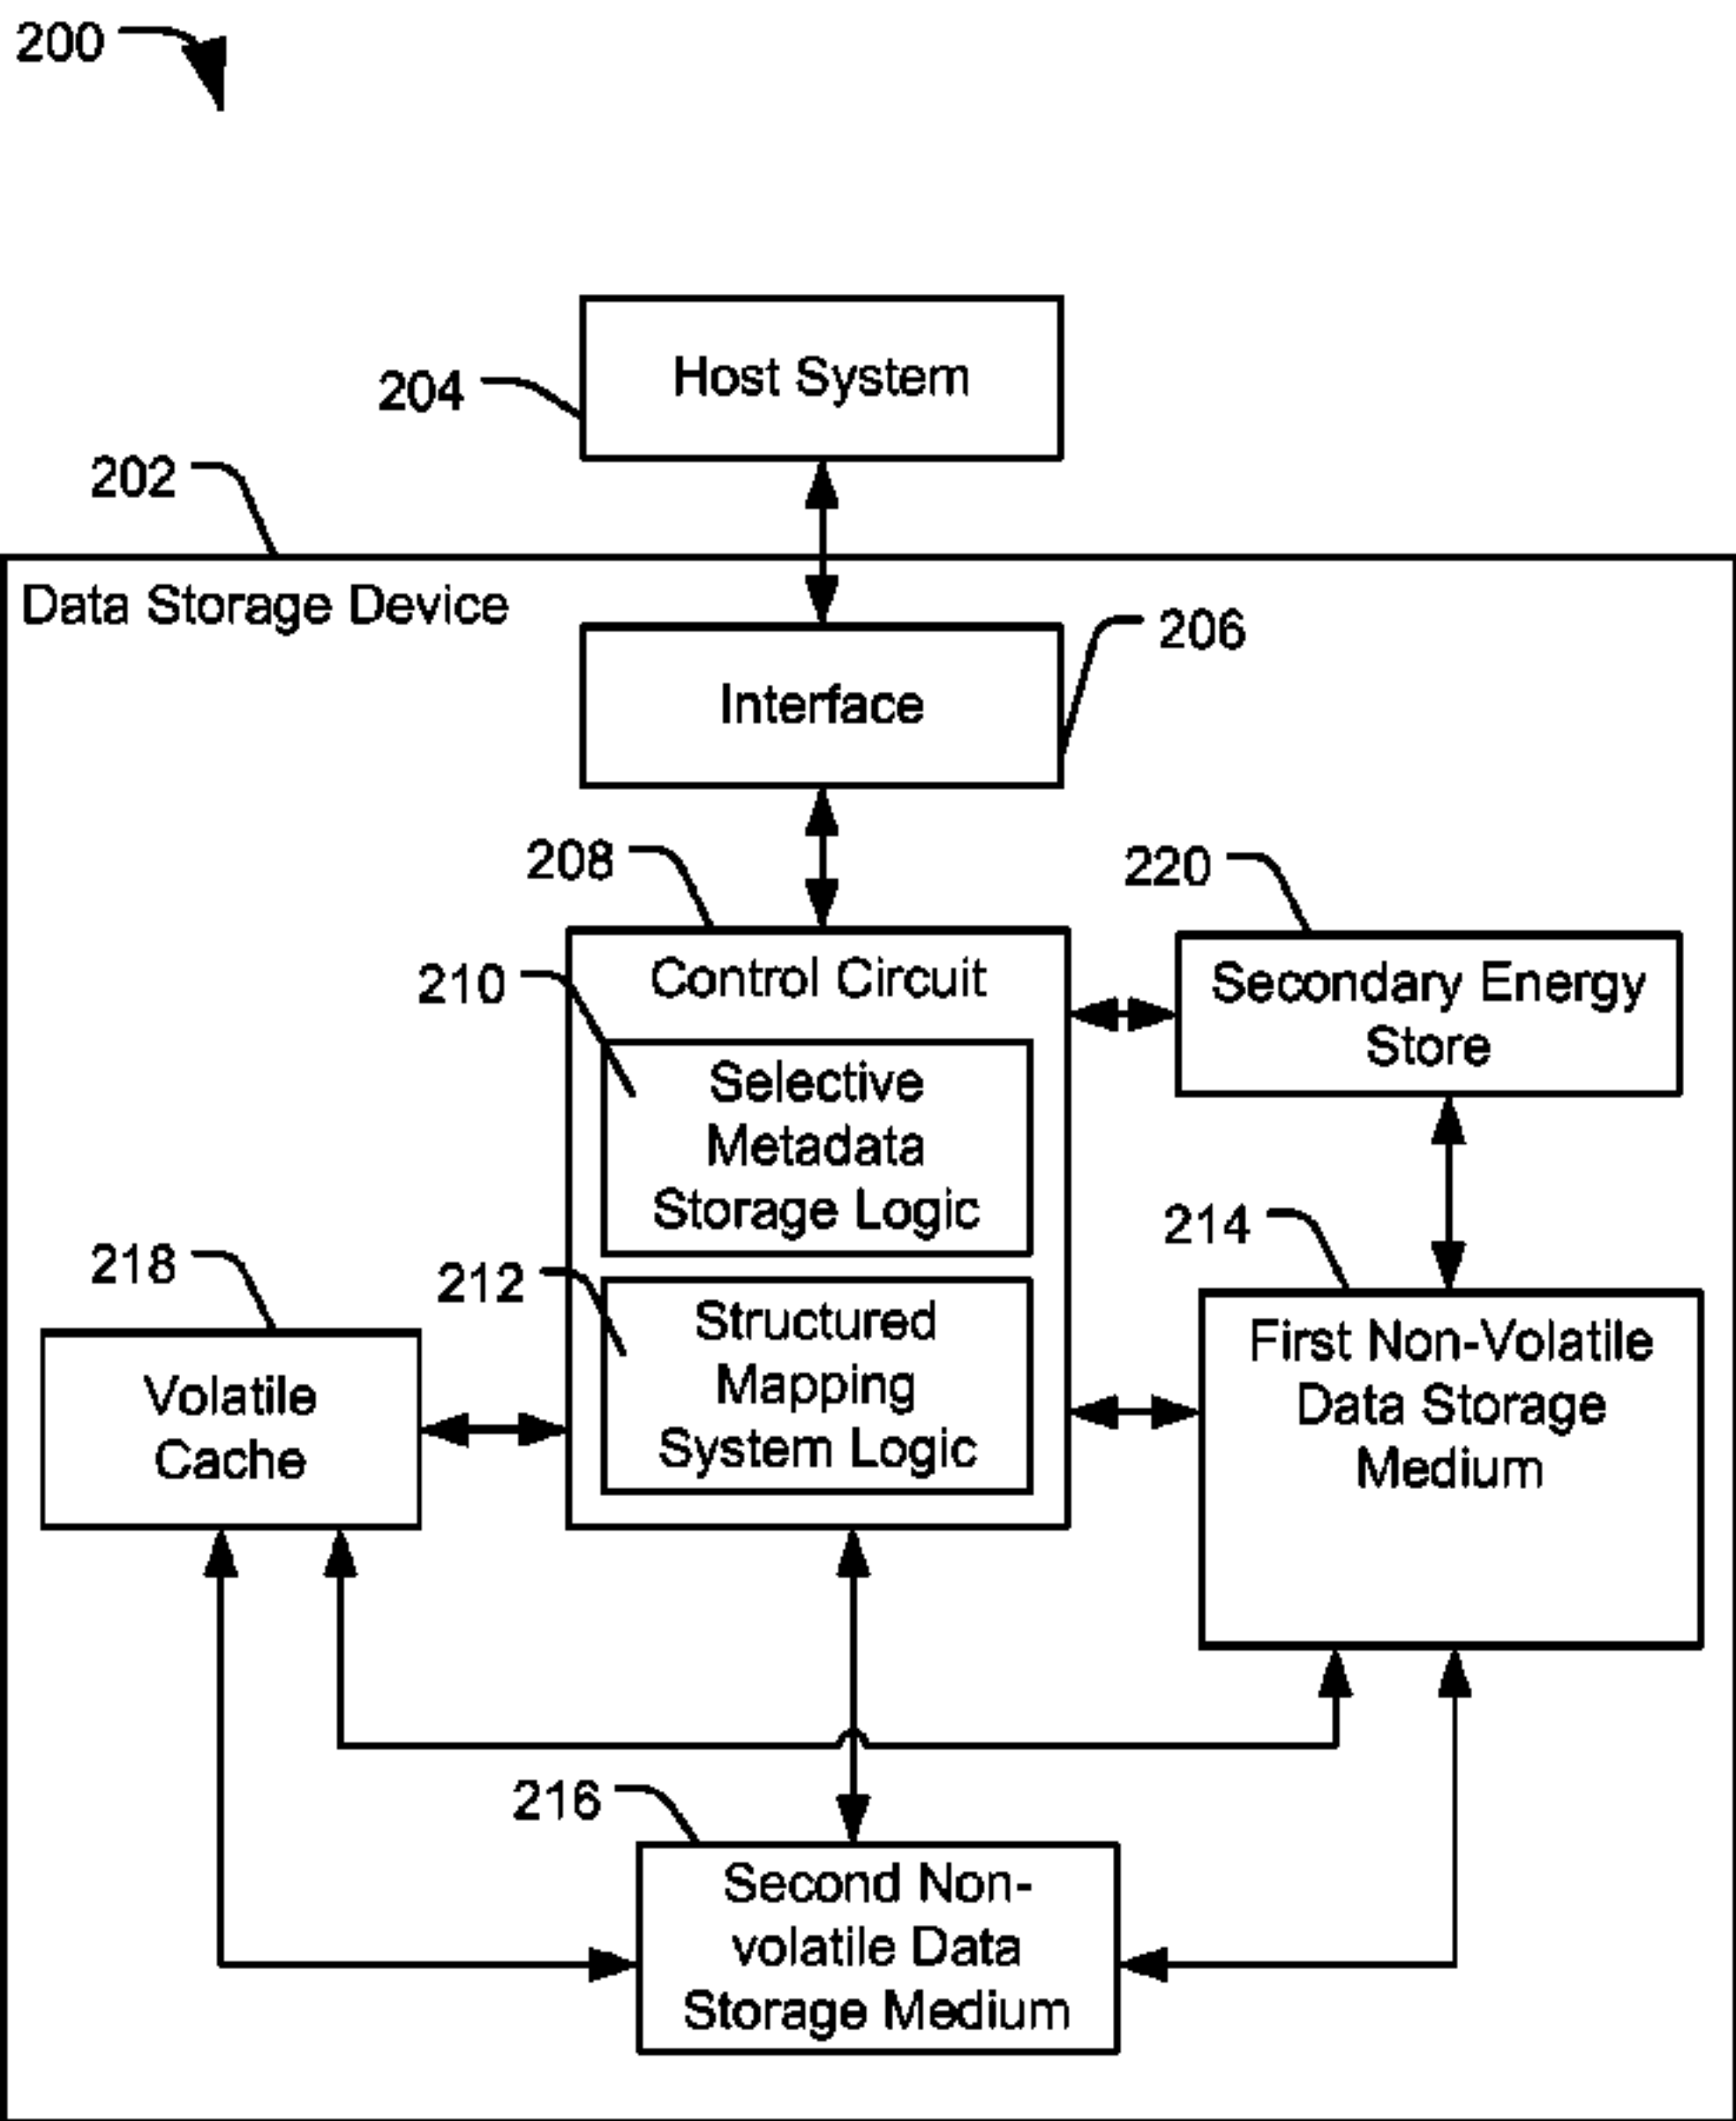 200
Host System
204
202
Data Storage Device
206
Interface
208
220
210
Control Circuit
Secondary Energy
Store
Selective
Metadata
Storage Logic
214
218
212
Structured
Mapping
System Logic
First Non-Volatile
Data Storage
Medium
Volatile
Cache
216
Second Non-
volatile Data
Storage Medium